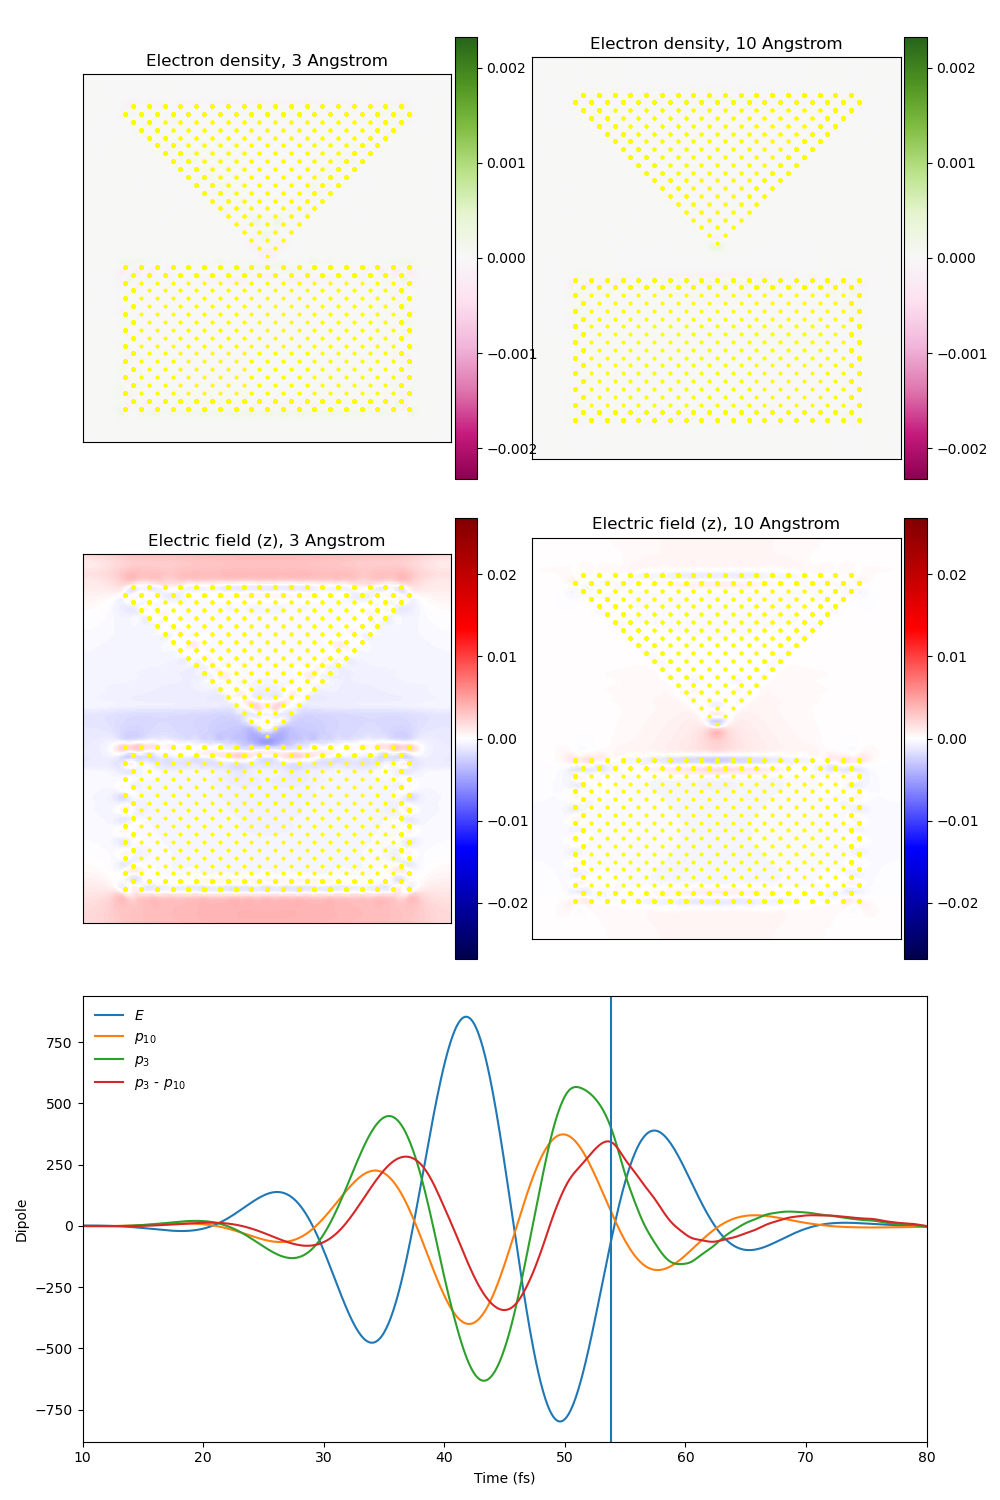 Electron density, 3 Angstrom
0.002
0.001
0.000
−0.001
−0.002
Electron density, 10 Angstrom
0.002
0.001
0.000
−0.001
−0.002
Electric field (z), 3 Angstrom
0.02
0.01
0.00
−0.01
−0.02
Electric field (z), 10 Angstrom
0.02
0.01
0.00
−0.01
−0.02
E
p10
p3
p3 - p10
750
500
250
0
−250
−500
−750
Dipole
10 20 30 40 50 60 70 80
Time (fs)